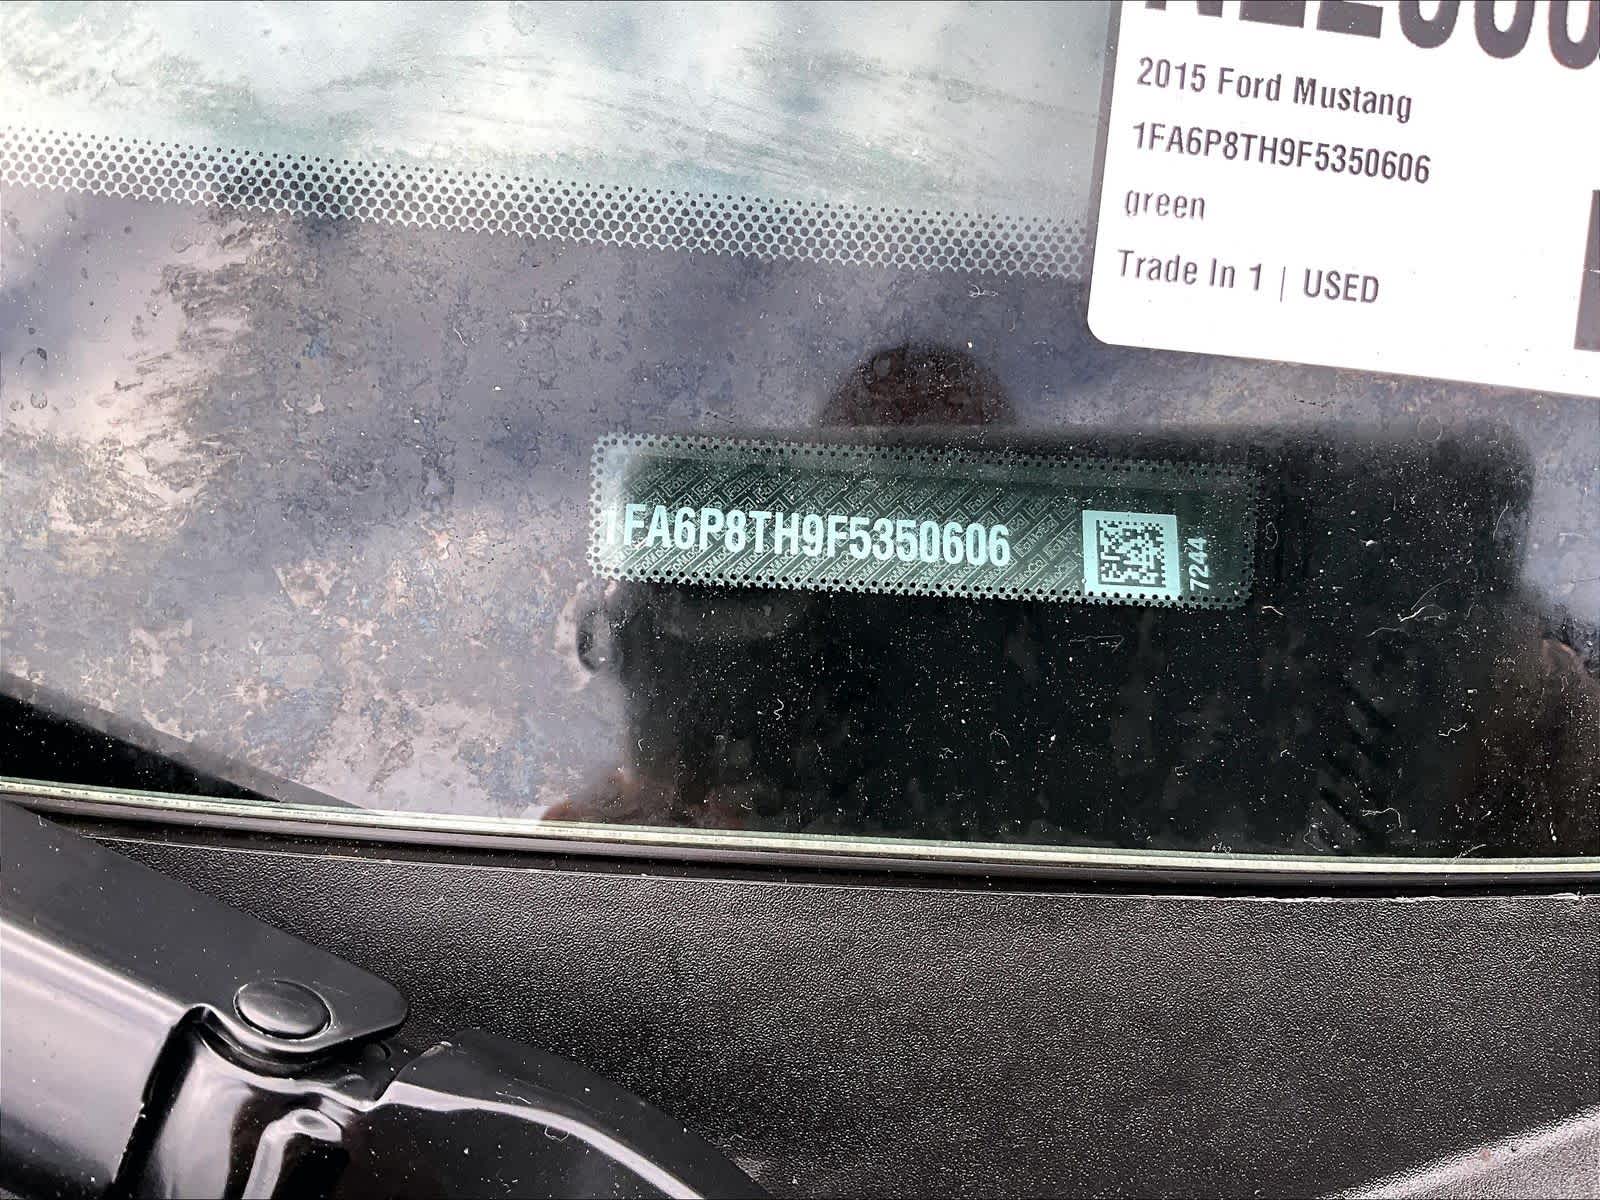 2015 Ford Mustang
1FA6P8TH9F5350606
green
Trade In 1 | USED
1FA6P8TH9F5350606
7244